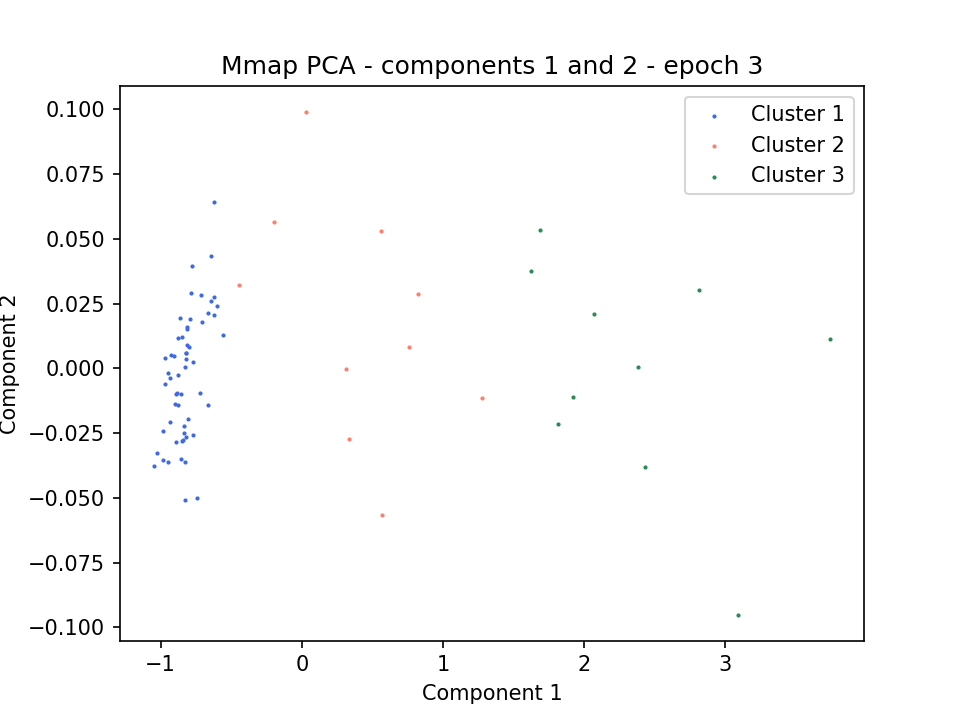 Mmap PCA - components 1 and 2 - epoch 3
Cluster 1
Cluster 2
Cluster 3
0.100
0.075
0.050
0.025
0.000
−0.025
−0.050
−0.075
−0.100
Component 2
−1
0
1
2
3
Component 1